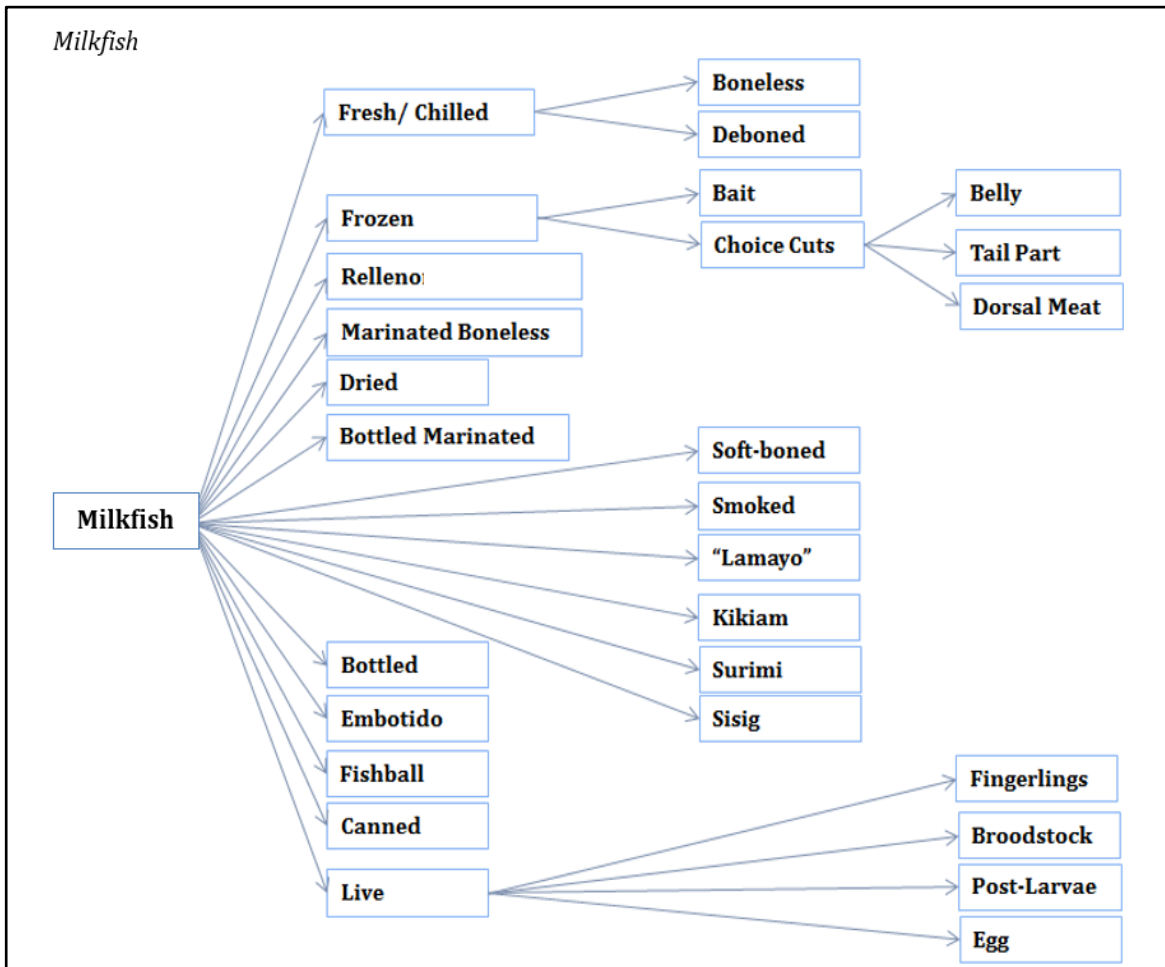 Milkfish
Fresh/ Chilled
Boneless
Deboned
Frozen
Bait
Choice Cuts
Belly
Tail Part
Dorsal Meat
Relleno
Marinated Boneless
Dried
Bottled Marinated
Milkfish
Soft-boned
Smoked
“Lamayo”
Kikiam
Surimi
Sisig
Bottled
Embotido
Fishball
Canned
Live
Fingerlings
Broodstock
Post-Larvae
Egg